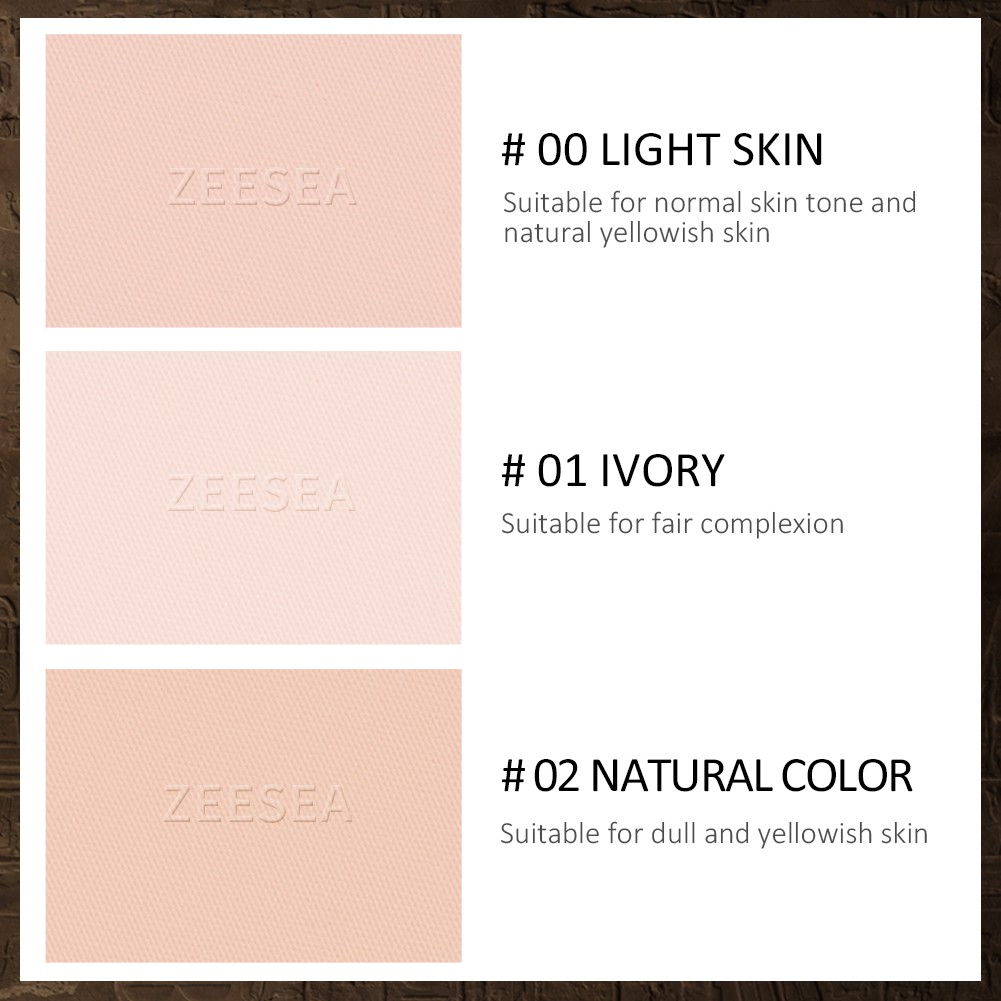 ZEESEA
# 00 LIGHT SKIN
Suitable for normal skin tone and
natural yellowish skin
ZEESEA
# 01 IVORY
Suitable for fair complexion
ZEESEA
# 02 NATURAL COLOR
Suitable for dull and yellowish skin